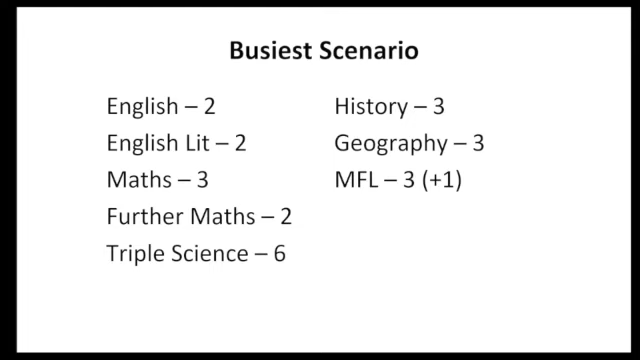 Busiest Scenario
English – 2
English Lit – 2
Maths – 3
Further Maths – 2
Triple Science – 6
History – 3
Geography – 3
MFL – 3 (+1)